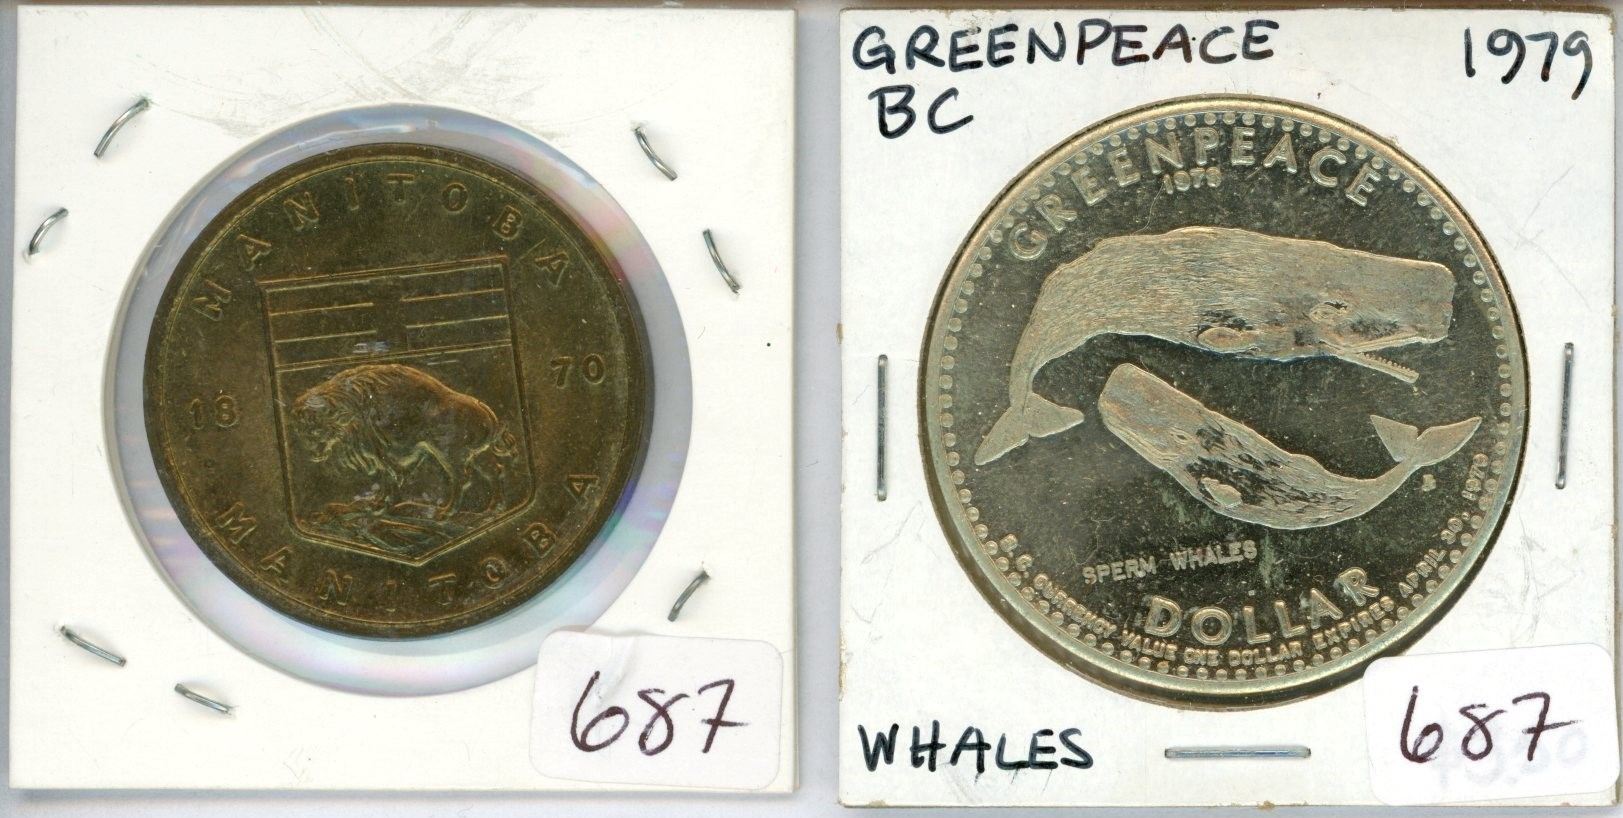 MANITOBA
18 70
MANITOBA
687
GREENPEACE 1979
BC
GREENPEACE
1979
SPERM WHALES
DOLLAR
B.C. CURRENCY VALUE ONE DOLLAR EXPIRES APRIL 30, 1979
WHALES
687